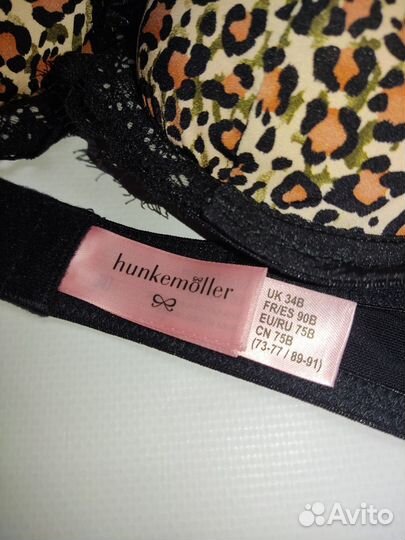 hunkemöller
UK 34B
FR/ES 90B
EU/RU 75B
CN 75B
(73-77 / 89-91)
Avito